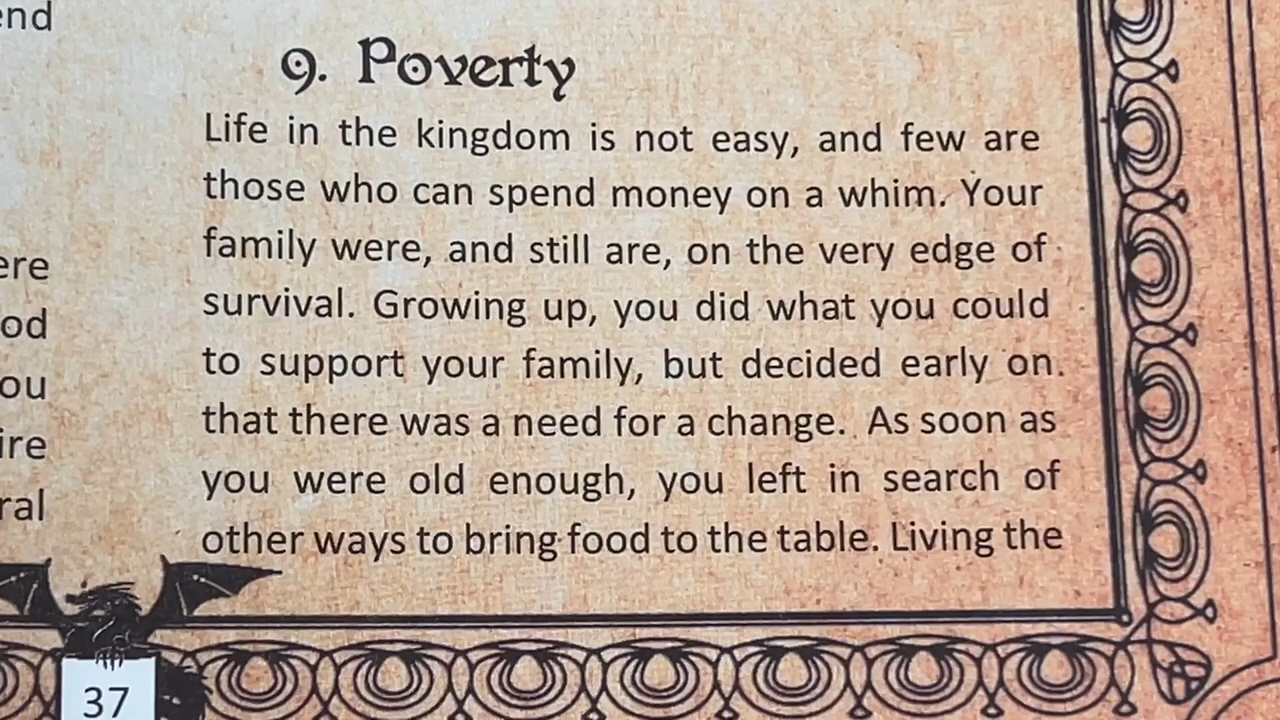 end
ere
od
ou
ire
ral
9. Poverty
Life in the kingdom is not easy, and few are
those who can spend money on a whim. Your
family were, and still are, on the very edge of
survival. Growing up, you did what you could
to support your family, but decided early on
that there was a need for a change. As soon as
you were old enough, you left in search of
other ways to bring food to the table. Living the
37